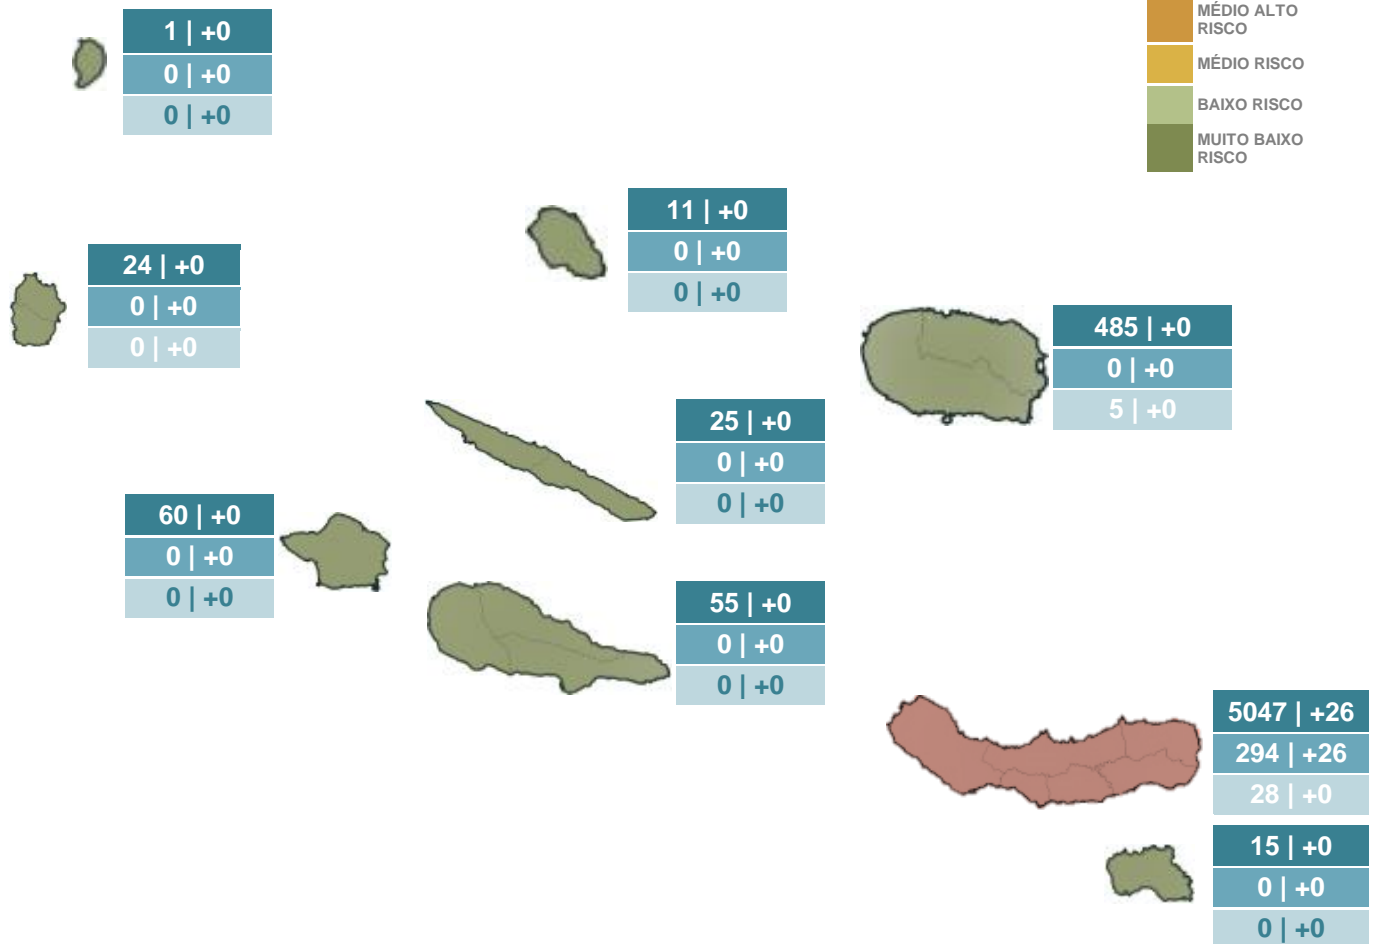 MÉDIO ALTO
RISCO
MÉDIO RISCO
BAIXO RISCO
MUITO BAIXO
RISCO
1 | +0
0 | +0
0 | +0
11 | +0
0 | +0
0 | +0
24 | +0
0 | +0
0 | +0
485 | +0
0 | +0
5 | +0
25 | +0
0 | +0
0 | +0
60 | +0
0 | +0
0 | +0
55 | +0
0 | +0
0 | +0
5047 | +26
294 | +26
28 | +0
15 | +0
0 | +0
0 | +0